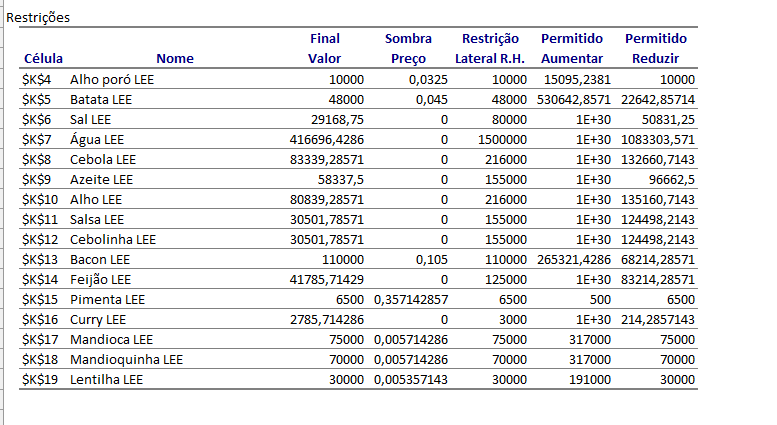 Restrições
Final Sombra Restrição Permitido Permitido
Célula Nome Valor Preço Lateral R.H. Aumentar Reduzir
$K$4 Alho poró LEE 10000 0,0325 10000 15095,2381 10000
$K$5 Batata LEE 48000 0,045 48000 530642,8571 22642,85714
$K$6 Sal LEE 29168,75 0 80000 1E+30 50831,25
$K$7 Água LEE 416696,4286 0 1500000 1E+30 1083303,571
$K$8 Cebola LEE 83339,28571 0 216000 1E+30 132660,7143
$K$9 Azeite LEE 58337,5 0 155000 1E+30 96662,5
$K$10 Alho LEE 80839,28571 0 216000 1E+30 135160,7143
$K$11 Salsa LEE 30501,78571 0 155000 1E+30 124498,2143
$K$12 Cebolinha LEE 30501,78571 0 155000 1E+30 124498,2143
$K$13 Bacon LEE 110000 0,105 110000 265321,4286 68214,28571
$K$14 Feijão LEE 41785,71429 0 125000 1E+30 83214,28571
$K$15 Pimenta LEE 6500 0,357142857 6500 500 6500
$K$16 Curry LEE 2785,714286 0 3000 1E+30 214,2857143
$K$17 Mandioca LEE 75000 0,005714286 75000 317000 75000
$K$18 Mandioquinha LEE 70000 0,005714286 70000 317000 70000
$K$19 Lentilha LEE 30000 0,005357143 30000 191000 30000